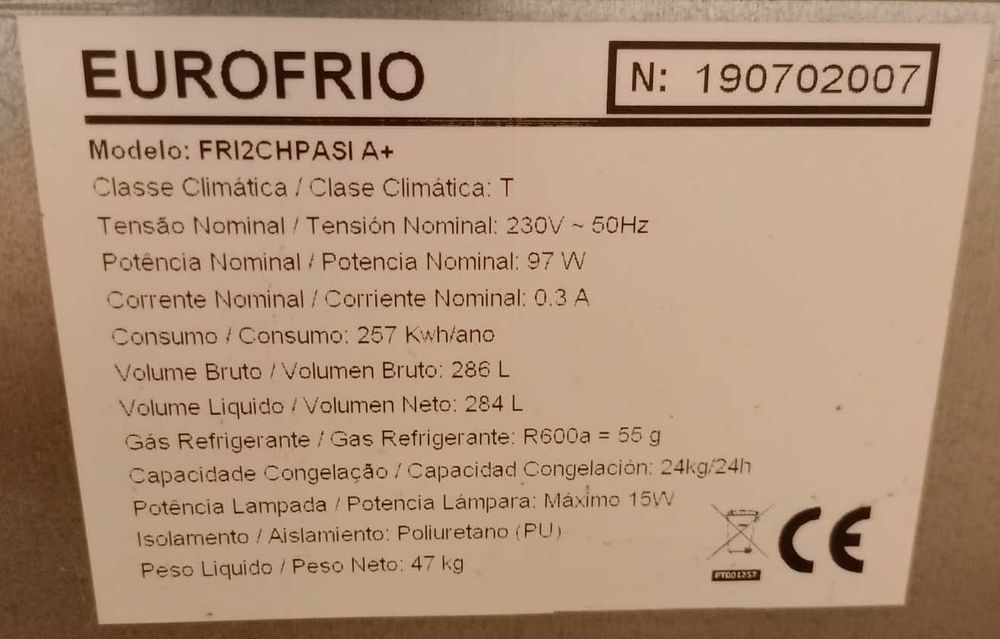 EUROFRIO
N: 190702007
Modelo: FRI2CHPASI A+
Classe Climática / Clase Climática: T
Tensão Nominal / Tensión Nominal: 230V ~ 50Hz
Potência Nominal / Potencia Nominal: 97 W
Corrente Nominal / Corriente Nominal: 0.3 A
Consumo / Consumo: 257 Kwh/ano
Volume Bruto / Volumen Bruto: 286 L
Volume Liquido / Volumen Neto: 284 L
Gás Refrigerante / Gas Refrigerante: R600a = 55 g
Capacidade Congelação / Capacidad Congelación: 24kg/24h
Potência Lampada / Potencia Lámpara: Máximo 15W
Isolamento / Aislamiento: Poliuretano (PU)
Peso Liquido / Peso Neto: 47 kg
PT001257
CE